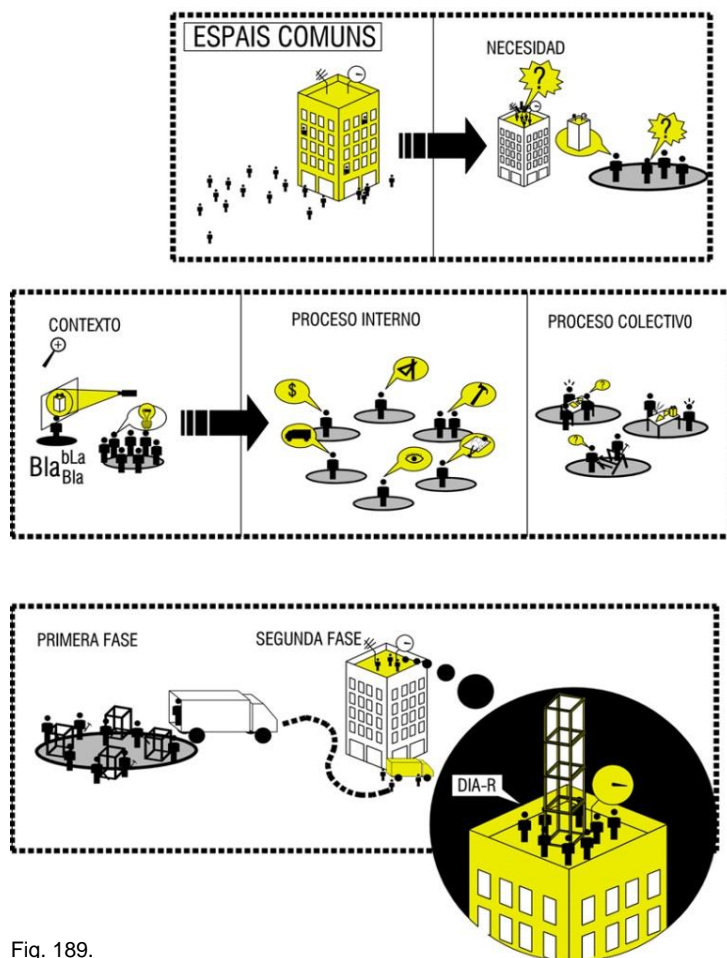 ESPAIS COMUNS
NECESIDAD
?
?
CONTEXTO
Bla bLa
Bla
PROCESO INTERNO
$
PROCESO COLECTIVO
?
?
PRIMERA FASE
SEGUNDA FASE
DIA-R
Fig. 189.